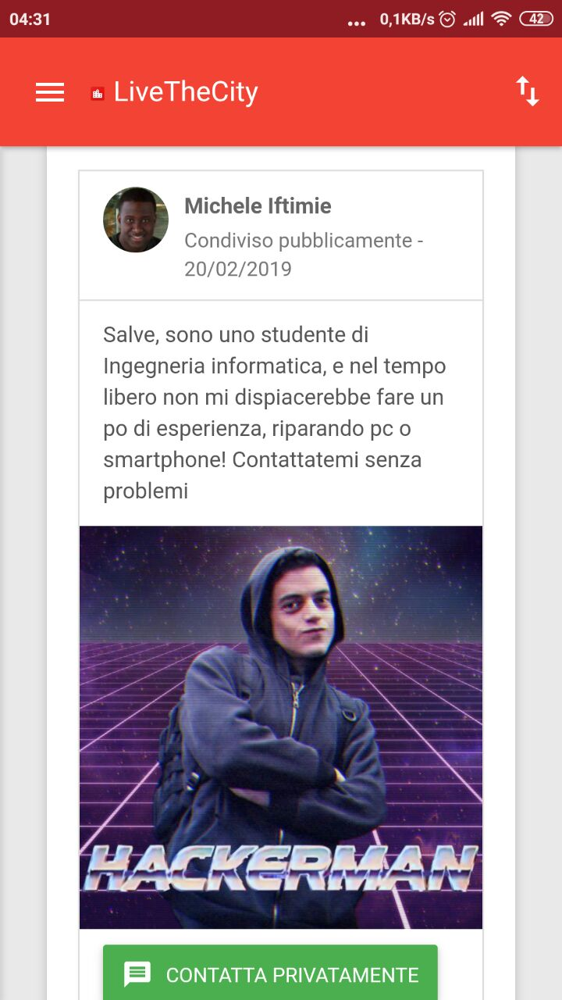 04:31
... 0,1KB/s 42
LiveTheCity
Michele Iftimie
Condiviso pubblicamente -
20/02/2019
Salve, sono uno studente di
Ingegneria informatica, e nel tempo
libero non mi dispiacerebbe fare un
po di esperienza, riparando pc o
smartphone! Contattatemi senza
problemi
HACKERMAN
CONTATTA PRIVATAMENTE